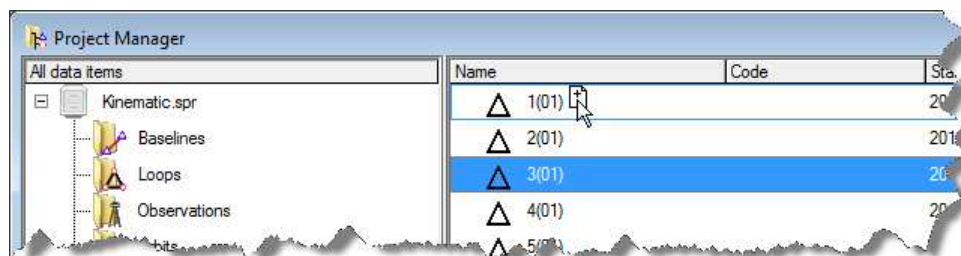 Project Manager
All data items
Name Code
Kinematic.spr
1(01)
Baselines
2(01)
Loops
3(01)
Observations
4(01)